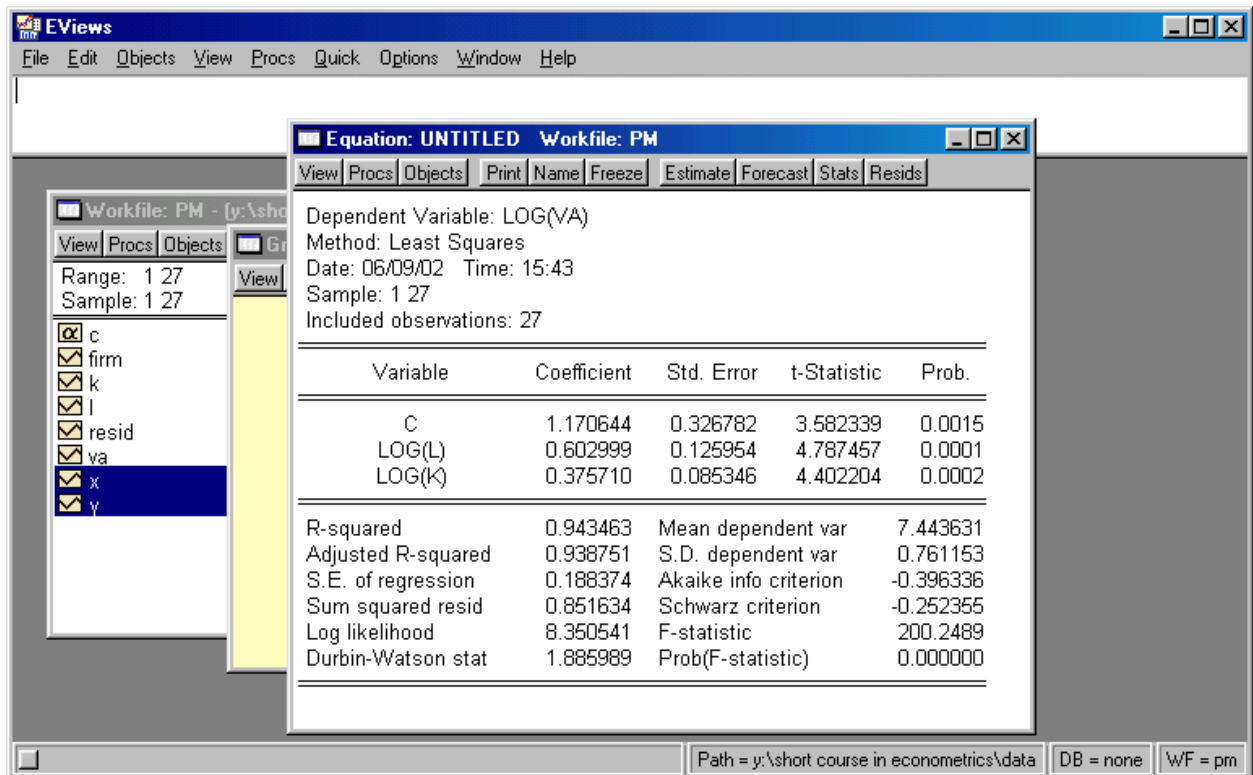 EViews
File Edit Objects View Procs Quick Options Window Help
Equation: UNTITLED Workfile: PM
View Procs Objects Print Name Freeze Estimate Forecast Stats Resids
Dependent Variable: LOG(VA)
Method: Least Squares
Date: 06/09/02 Time: 15:43
Sample: 1 27
Included observations: 27
Variable Coefficient Std. Error t-Statistic Prob.
C 1.170644 0.326782 3.582339 0.0015
LOG(L) 0.602999 0.125954 4.787457 0.0001
LOG(K) 0.375710 0.085346 4.402204 0.0002
R-squared 0.943463 Mean dependent var 7.443631
Adjusted R-squared 0.938751 S.D. dependent var 0.761153
S.E. of regression 0.188374 Akaike info criterion -0.396336
Sum squared resid 0.851634 Schwarz criterion -0.252355
Log likelihood 8.350541 F-statistic 200.2489
Durbin-Watson stat 1.885989 Prob(F-statistic) 0.000000
Workfile: PM - (y:\sho
View Procs Objects
Range: 1 27
Sample: 1 27
c
firm
k
l
resid
va
x
y
Gr
View
Path = y:\short course in econometrics\data DB = none WF = pm